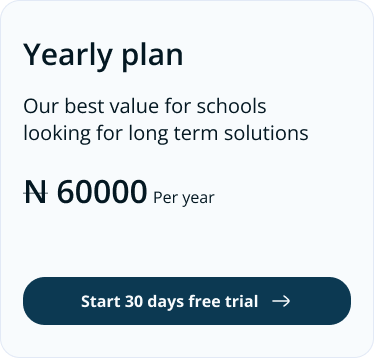 Yearly plan
Our best value for schools
looking for long term solutions
₦ 60000 Per year
Start 30 days free trial →